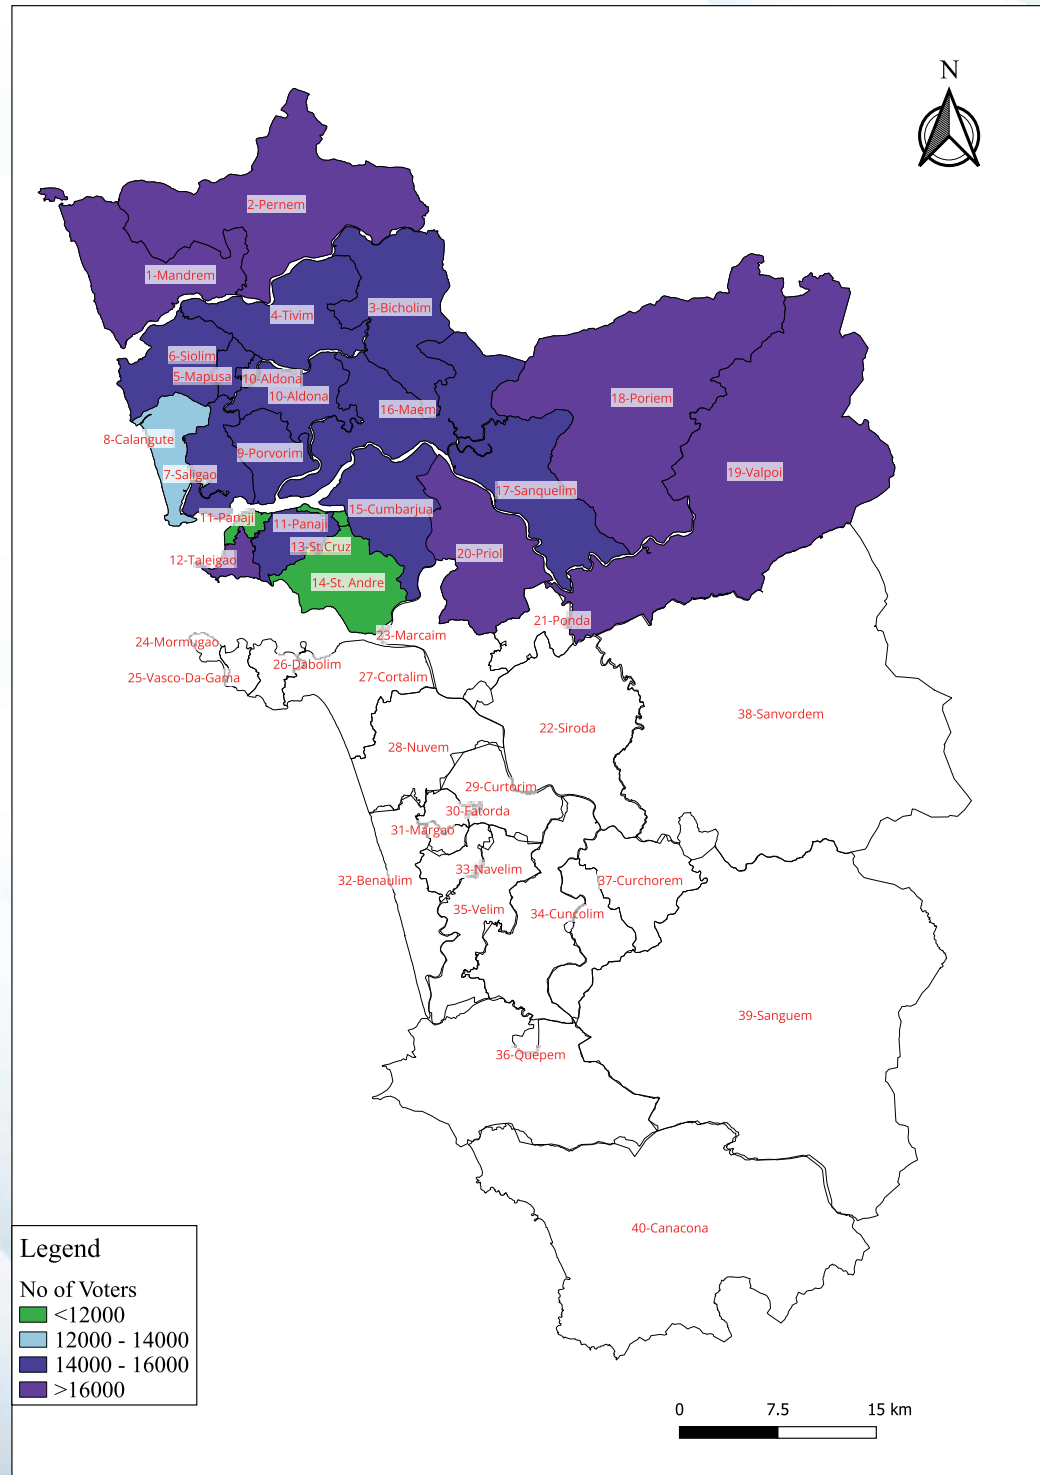 N
2-Pernem
1-Mandrem
3-Bicholim
4-Tivim
6-Siolim
5-Mapusa
10-Aldona
10-Aldona
18-Poriem
16-Maem
8-Calangute
9-Porvorim
19-Valpoi
7-Saligao
17-Sanquelim
15-Cumbarjua
11-Panaji
11-Panaji
13-St.Cruz
20-Priol
12-Taleigao
14-St. Andre
21-Ponda
23-Marcaim
24-Mormugao
26-Dabolim
25-Vasco-Da-Gama
27-Cortalim
38-Sanvordem
22-Siroda
28-Nuvem
29-Curtorim
30-Fatorda
31-Margao
33-Navelim
32-Benaulim
37-Curchorem
35-Velim
34-Cuncolim
39-Sanguem
36-Quepem
40-Canacona
Legend
No of Voters
<12000
12000 - 14000
14000 - 16000
>16000
0 7.5 15 km